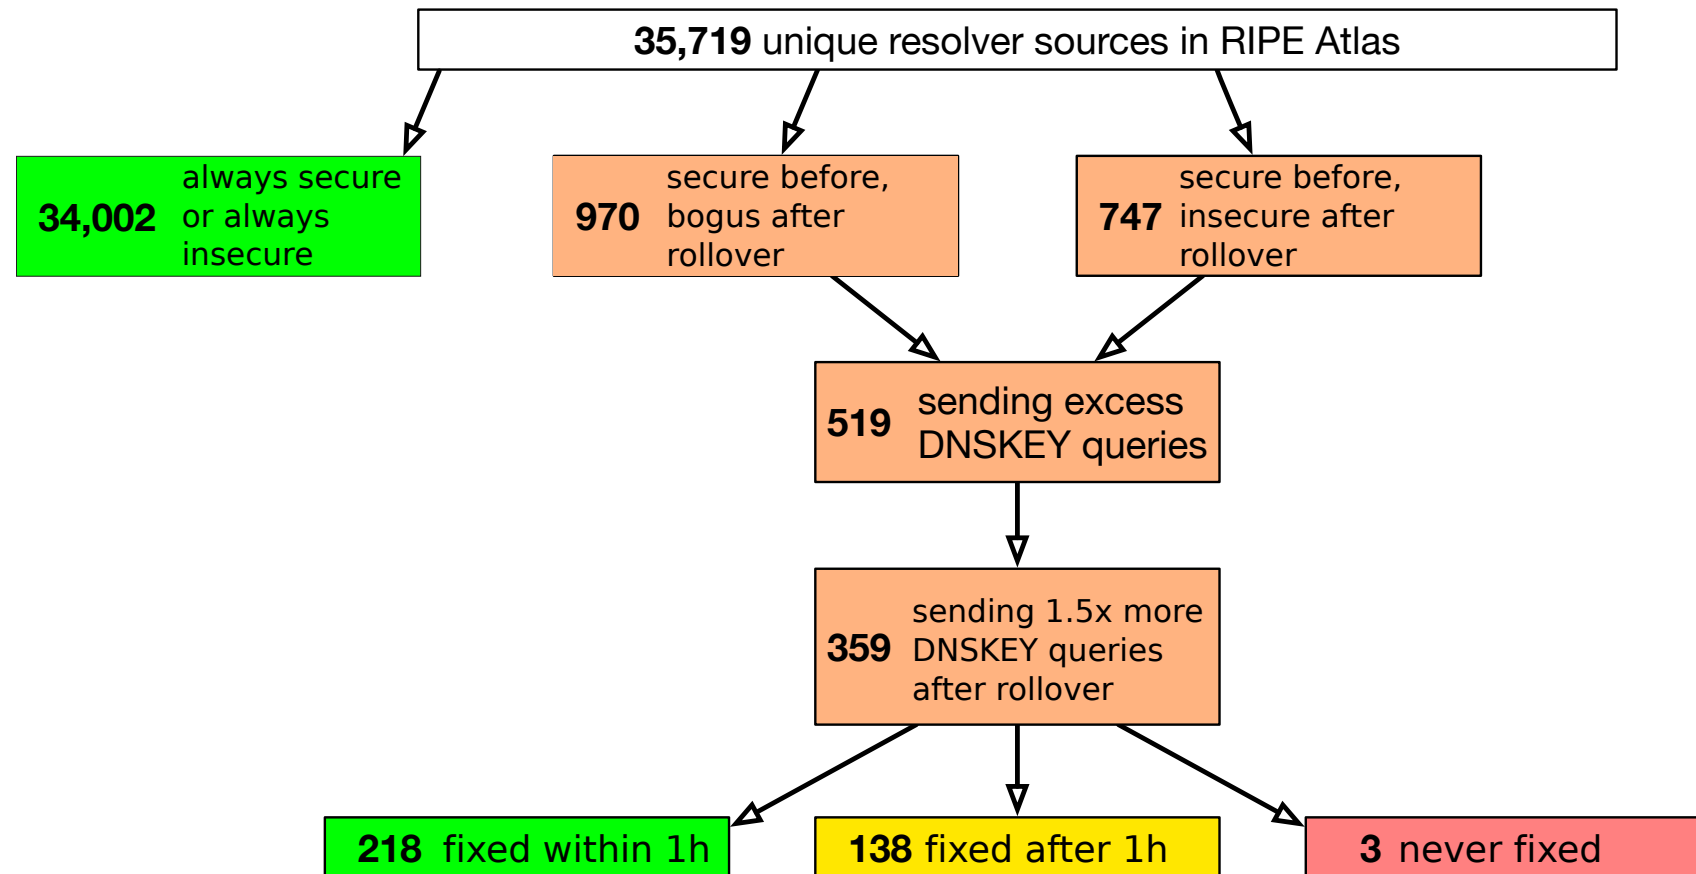 35,719 unique resolver sources in RIPE Atlas
34,002 always secure
or always
insecure
970 secure before,
bogus after
rollover
747 secure before,
insecure after
rollover
519 sending excess
DNSKEY queries
359 sending 1.5x more
DNSKEY queries
after rollover
218 fixed within 1h
138 fixed after 1h
3 never fixed